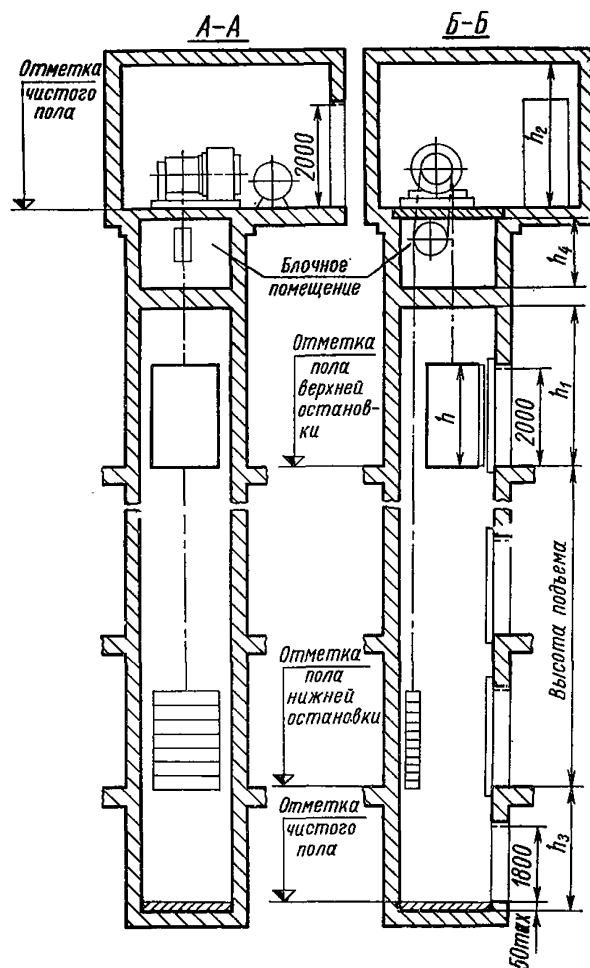 А-А
Б-Б
Отметка
чистого
пола
2000
h2
h4
Блочное
помещение
Отметка
пола
верхней
останов-
ки
h
2000
h1
Высота подъема
Отметка
пола
нижней
остановки
Отметка
чистого
пола
1800
h3
50max